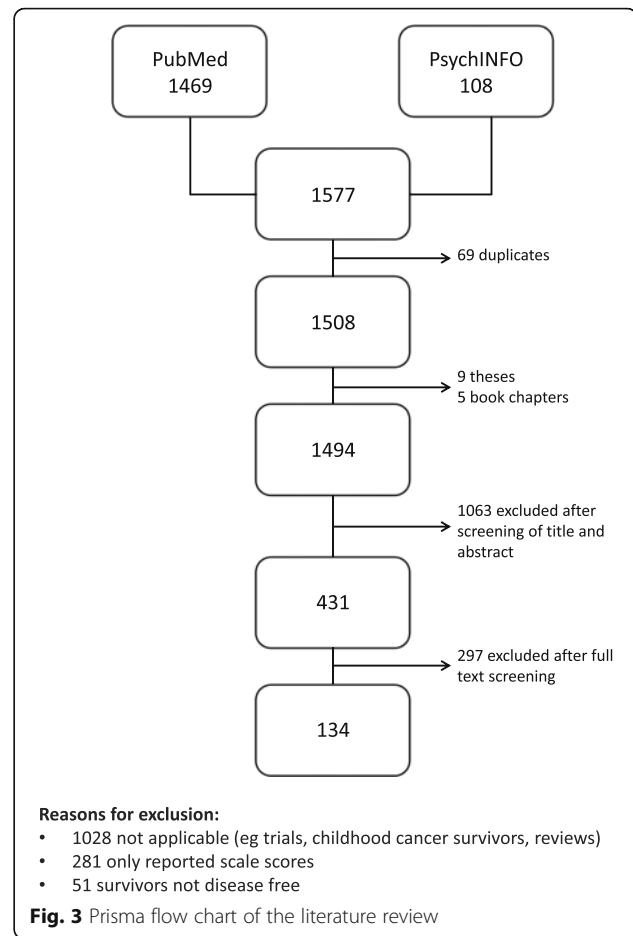 PubMed
1469
PsychINFO
108
1577
69 duplicates
1508
9 theses
5 book chapters
1494
1063 excluded after
screening of title and
abstract
431
297 excluded after full
text screening
134
Reasons for exclusion:
• 1028 not applicable (eg trials, childhood cancer survivors, reviews)
• 281 only reported scale scores
• 51 survivors not disease free
Fig. 3 Prisma flow chart of the literature review